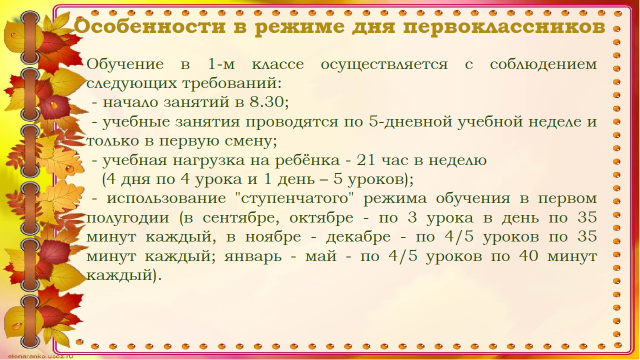 Особенности в режиме дня первоклассников
Обучение в 1-м классе осуществляется с соблюдением
следующих требований:
- начало занятий в 8.30;
- учебные занятия проводятся по 5-дневной учебной неделе и
только в первую смену;
- учебная нагрузка на ребёнка - 21 час в неделю
(4 дня по 4 урока и 1 день – 5 уроков);
- использование "ступенчатого" режима обучения в первом
полугодии (в сентябре, октябре - по 3 урока в день по 35
минут каждый, в ноябре - декабре - по 4/5 уроков по 35
минут каждый; январь - май - по 4/5 уроков по 40 минут
каждый).